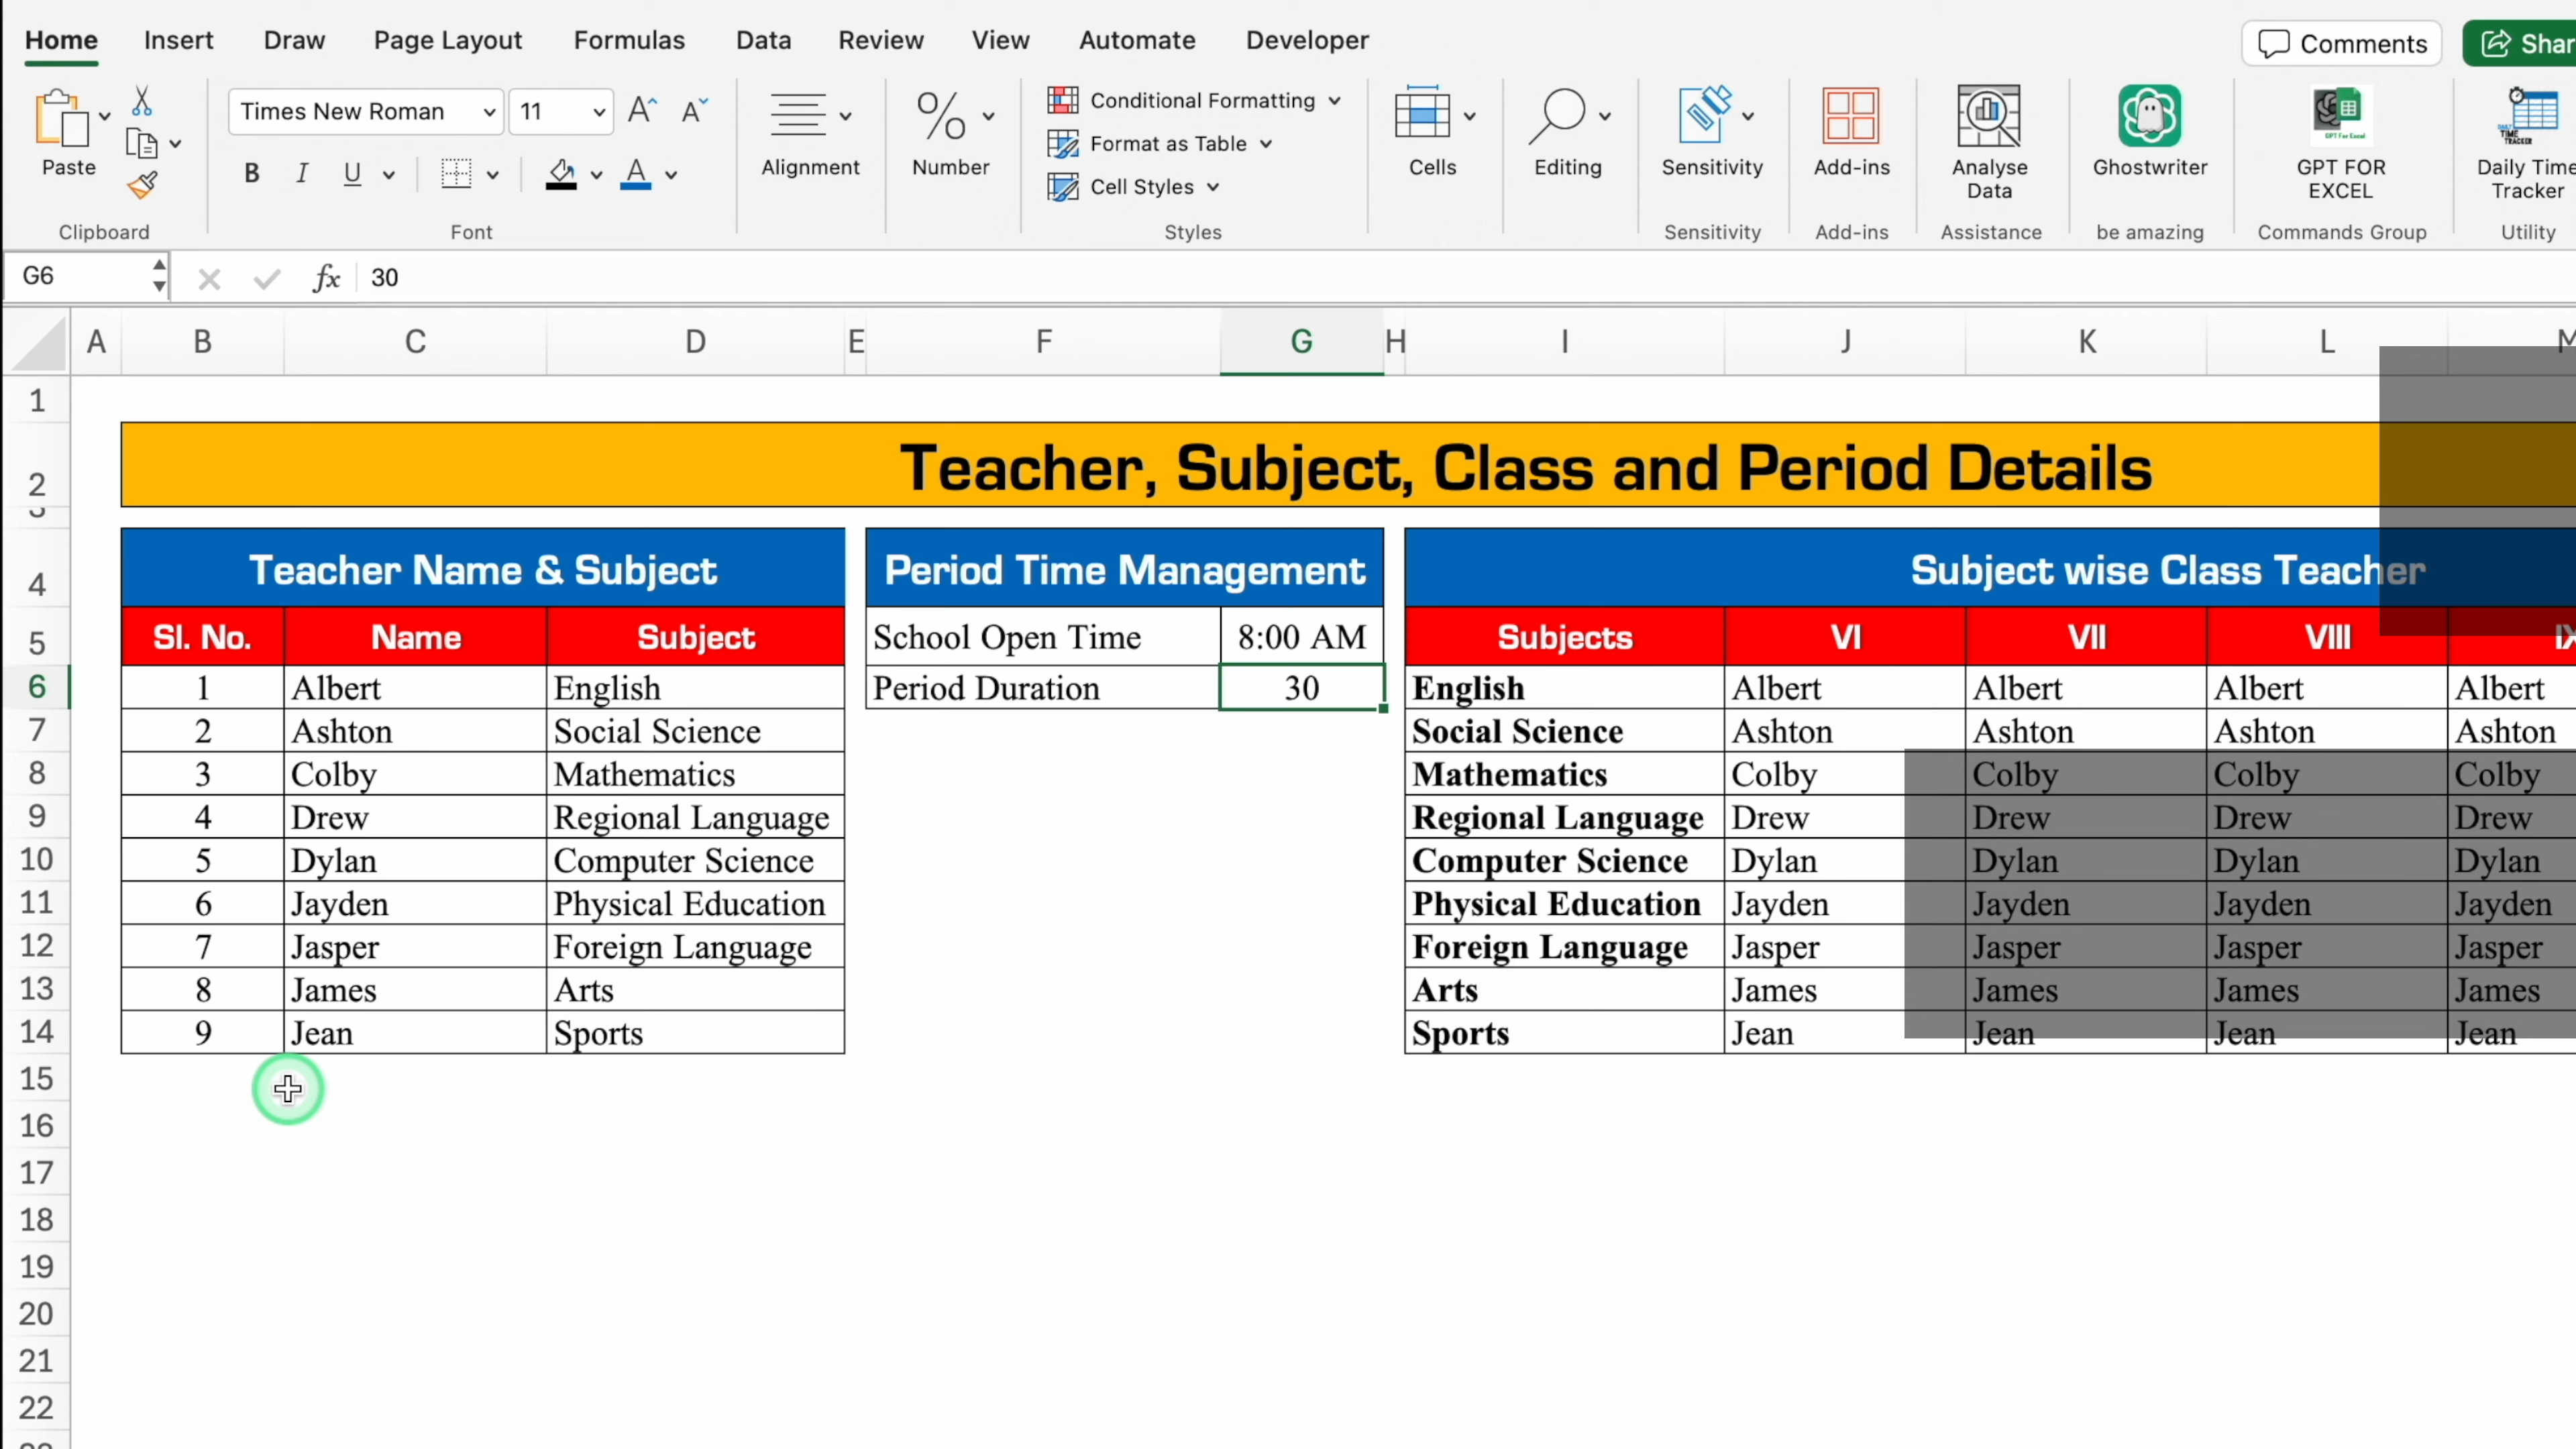 Home Insert Draw Page Layout Formulas Data Review View Automate Developer Comments
Paste Times New Roman 11 Alignment Number Conditional Formatting Format as Table Cell Styles Cells Editing Sensitivity Add-ins Analyse Data Ghostwriter GPT FOR EXCEL Daily Time Tracker
Clipboard Font Styles Sensitivity Add-ins Assistance be amazing Commands Group Utility
G6 fx 30
A B C D E F G H I J K L
1
2 Teacher, Subject, Class and Period Details
4 Teacher Name & Subject Period Time Management Subject wise Class Teacher
5 Sl. No. Name Subject School Open Time 8:00 AM Subjects VI VII VIII IX
6 1 Albert English Period Duration 30 English Albert Albert Albert Albert
7 2 Ashton Social Science Social Science Ashton Ashton Ashton Ashton
8 3 Colby Mathematics Mathematics Colby Colby Colby Colby
9 4 Drew Regional Language Regional Language Drew Drew Drew Drew
10 5 Dylan Computer Science Computer Science Dylan Dylan Dylan Dylan
11 6 Jayden Physical Education Physical Education Jayden Jayden Jayden Jayden
12 7 Jasper Foreign Language Foreign Language Jasper Jasper Jasper Jasper
13 8 James Arts Arts James James James James
14 9 Jean Sports Sports Jean Jean Jean Jean
15
16
17
18
19
20
21
22